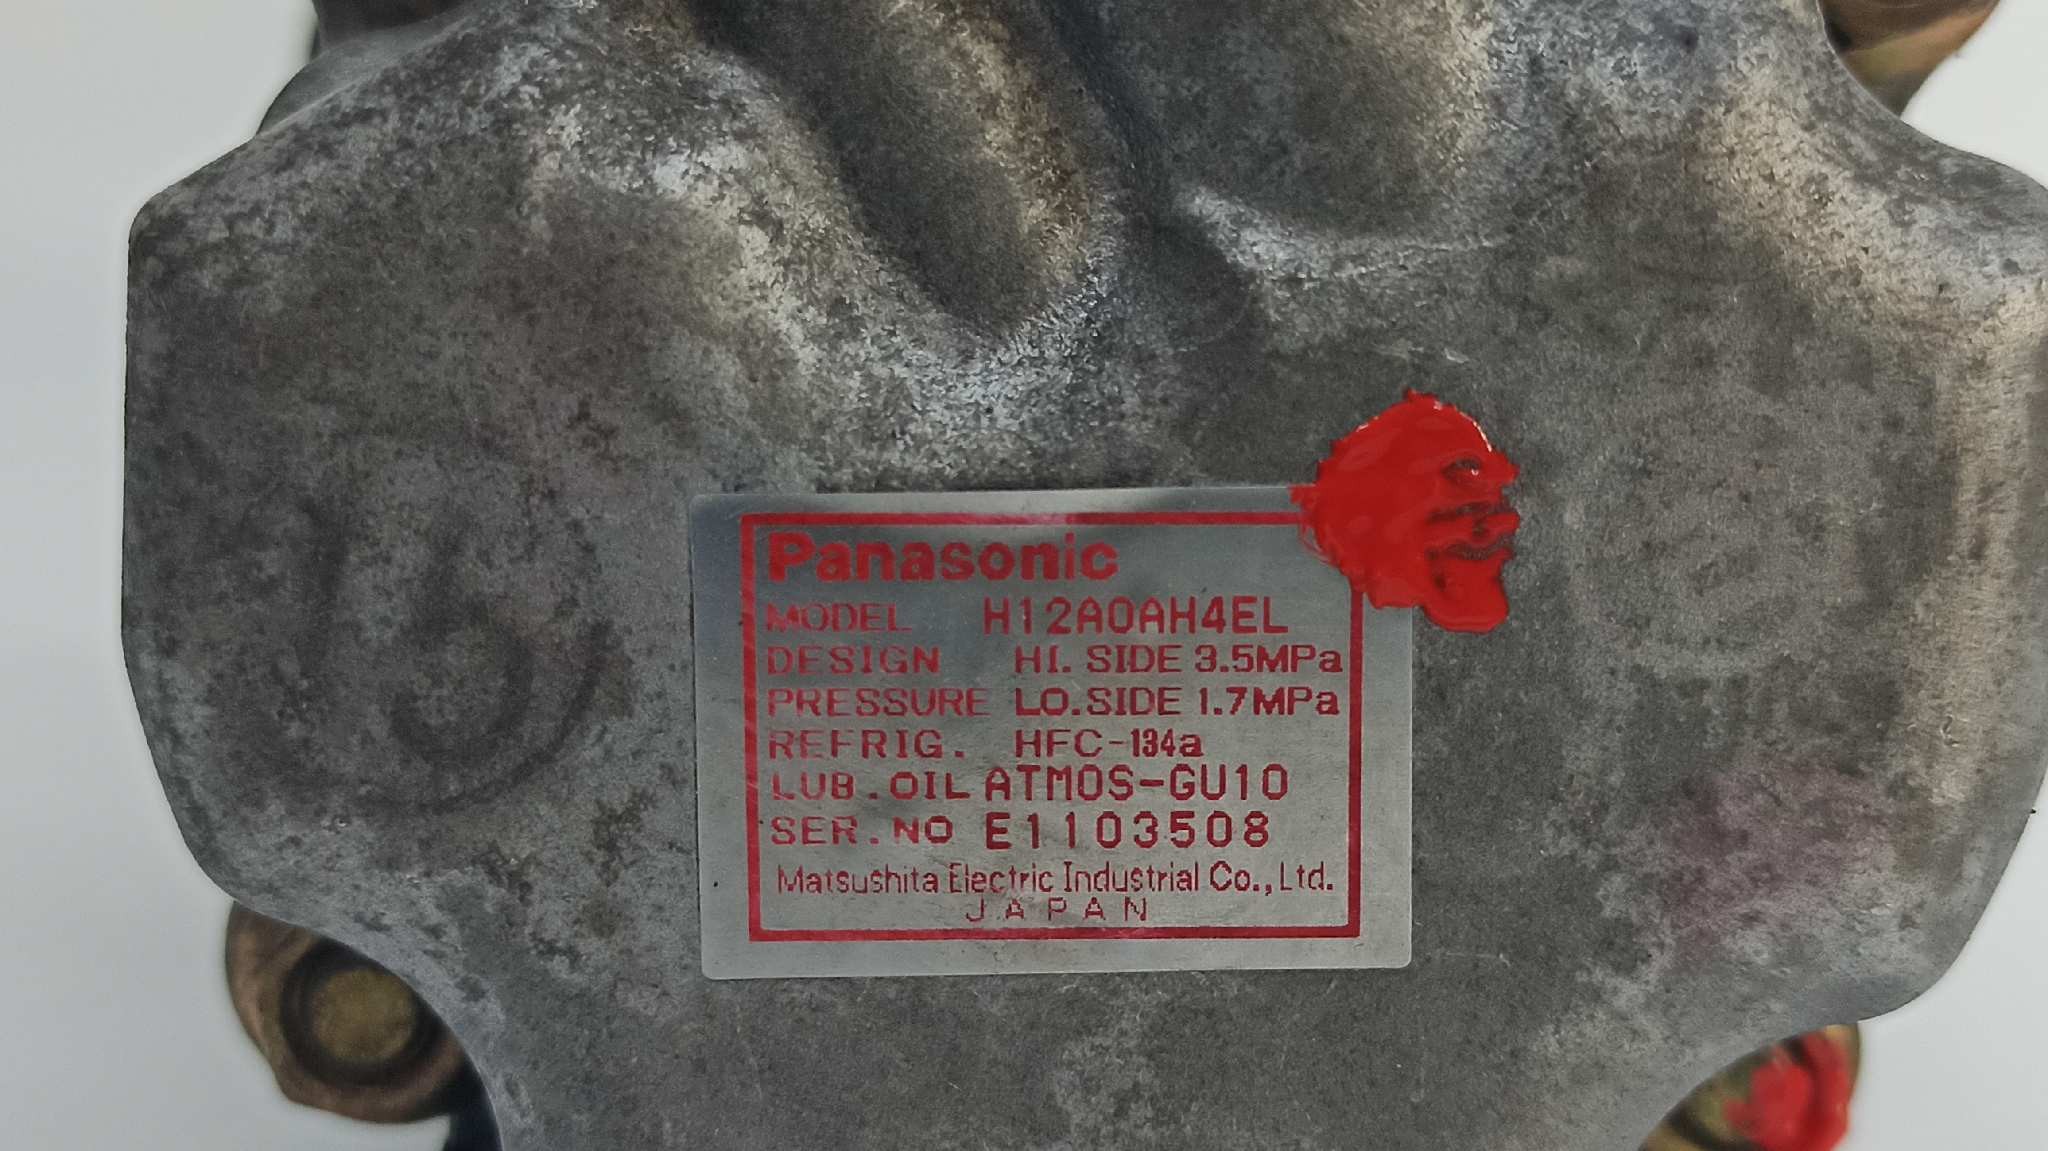 Panasonic
MODEL H12A0AH4EL
DESIGN HI. SIDE 3.5MPa
PRESSURE LO.SIDE 1.7MPa
REFRIG. HFC-134a
LUB.OIL ATMOS-GU10
SER.NO E1103508
Matsushita Electric Industrial Co., Ltd.
JAPAN